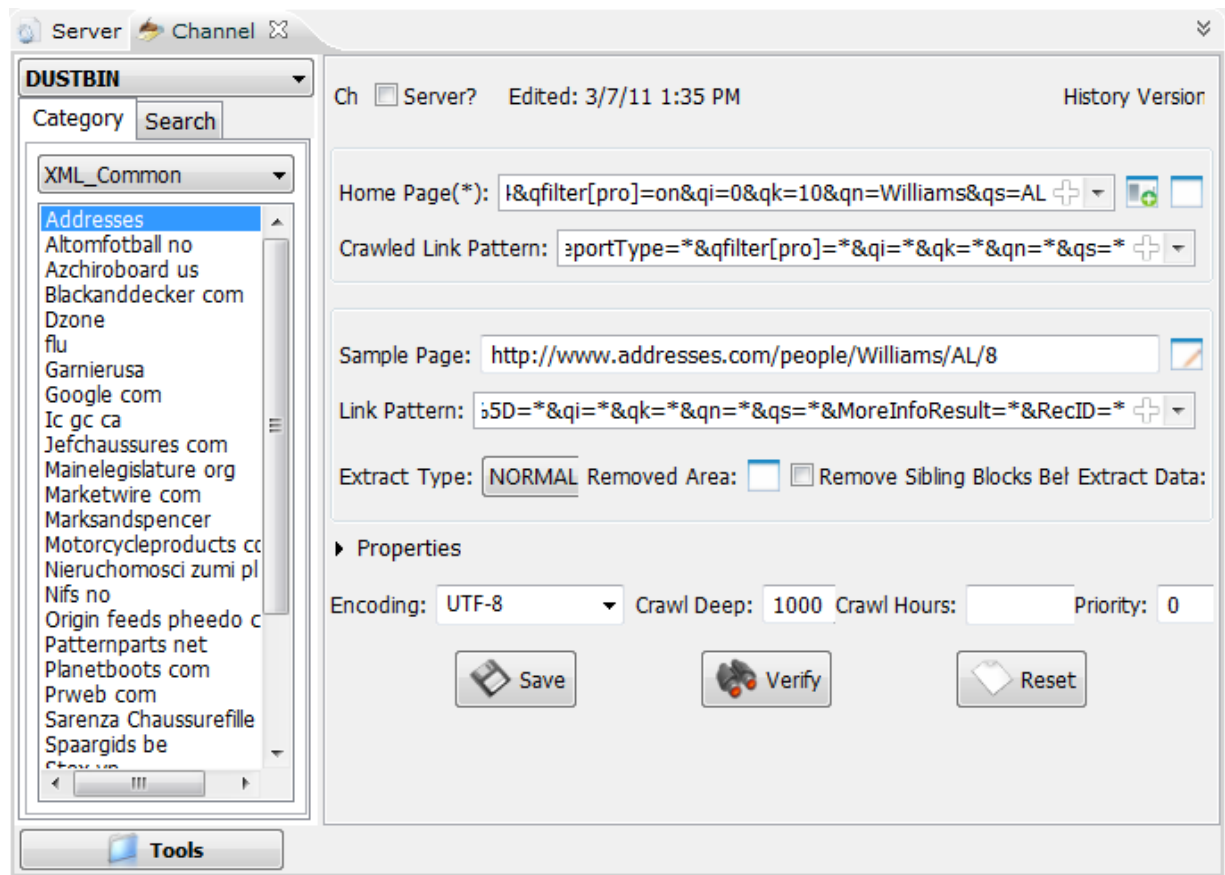 Server Channel
DUSTBIN
Category Search
XML_Common
Addresses
Altomfotball no
Azchiroboard us
Blackanddecker com
Dzone
flu
Garnierusa
Google com
Ic gc ca
Jefchaussures com
Mainelegislature org
Marketwire com
Marksandspencer
Motorcycleproducts cc
Nieruchomosci zumi pl
Nifs no
Origin feeds pheedo c
Patternparts net
Planetboots com
Prweb com
Sarenza Chaussurefille
Spaargids be
Tools
Ch Server? Edited: 3/7/11 1:35 PM History Version
Home Page(*): &qfilter[pro]=on&qi=0&qk=10&qn=Williams&qs=AL
Crawled Link Pattern: eportType=*&qfilter[pro]=*&qi=*&qk=*&qn=*&qs=*
Sample Page: http://www.addresses.com/people/Williams/AL/8
Link Pattern: 5D=*&qi=*&qk=*&qn=*&qs=*&MoreInfoResult=*&RecID=*
Extract Type: NORMAL Removed Area: Remove Sibling Blocks Beh Extract Data:
Properties
Encoding: UTF-8 Crawl Deep: 1000 Crawl Hours: Priority: 0
Save Verify Reset